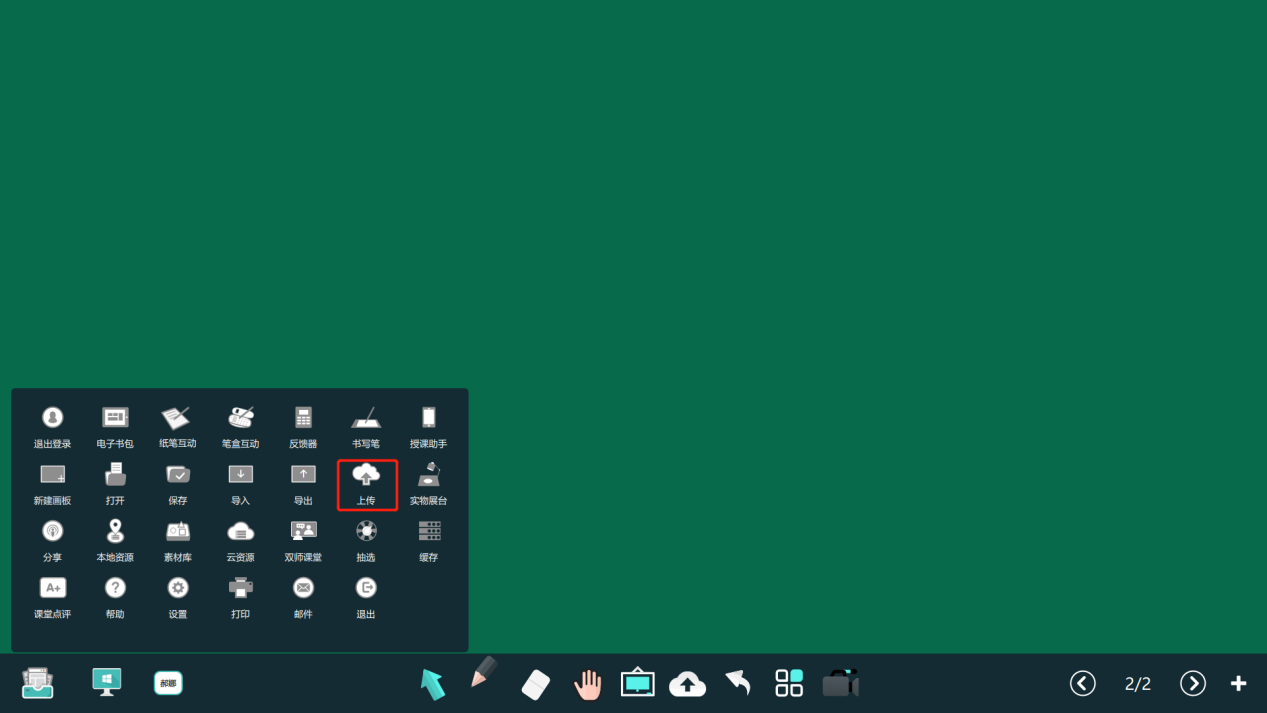 退出登录 电子书包 纸笔互动 笔盒互动 反馈器 书写笔 授课助手
新建画板 打开 保存 导入 导出 上传 实物展台
分享 本地资源 素材库 云资源 双师课堂 抽选 缓存
A+
?
课堂点评 帮助 设置 打印 邮件 退出
郝娜
2/2